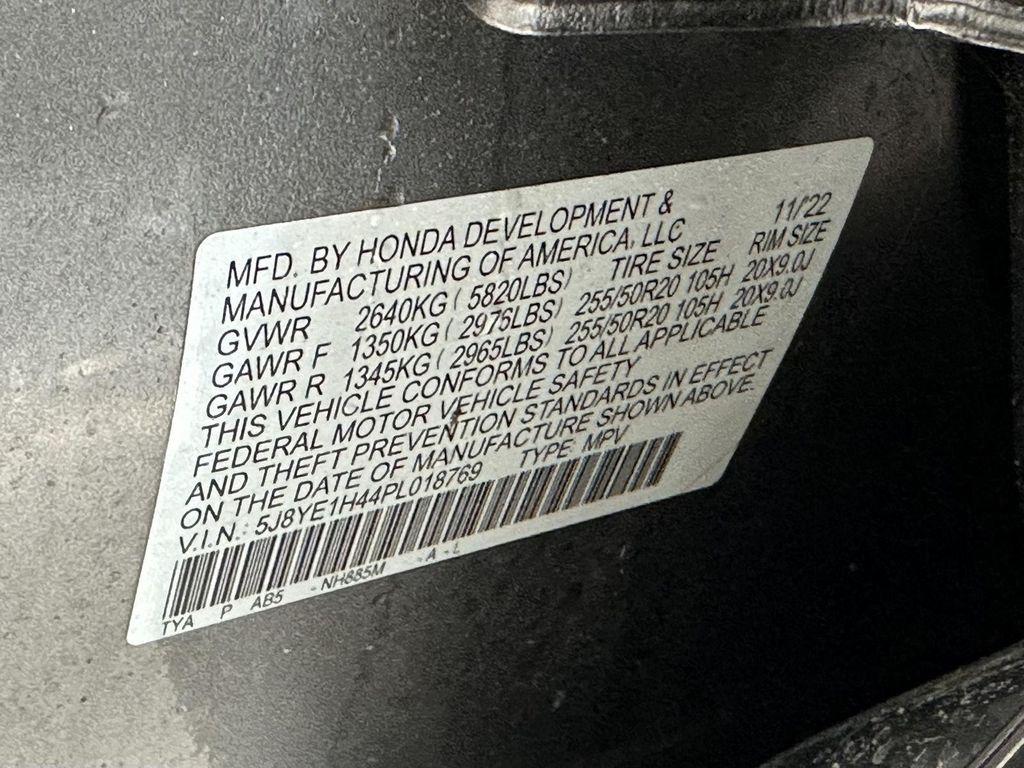 MFD. BY HONDA DEVELOPMENT & 11/'22
MANUFACTURING OF AMERICA, LLC
GVWR 2640KG ( 5820LBS) TIRE SIZE RIM SIZE
GAWR F 1350KG ( 2976LBS) 255/50R20 105H 20X9.0J
GAWR R 1345KG ( 2965LBS) 255/50R20 105H 20X9.0J
THIS VEHICLE CONFORMS TO ALL APPLICABLE
FEDERAL MOTOR VEHICLE SAFETY
AND THEFT PREVENTION STANDARDS IN EFFECT
ON THE DATE OF MANUFACTURE SHOWN ABOVE.
V.I.N.: 5J8YE1H44PL018769 TYPE: MPV
TYA P AB5 - NH885M - A - L